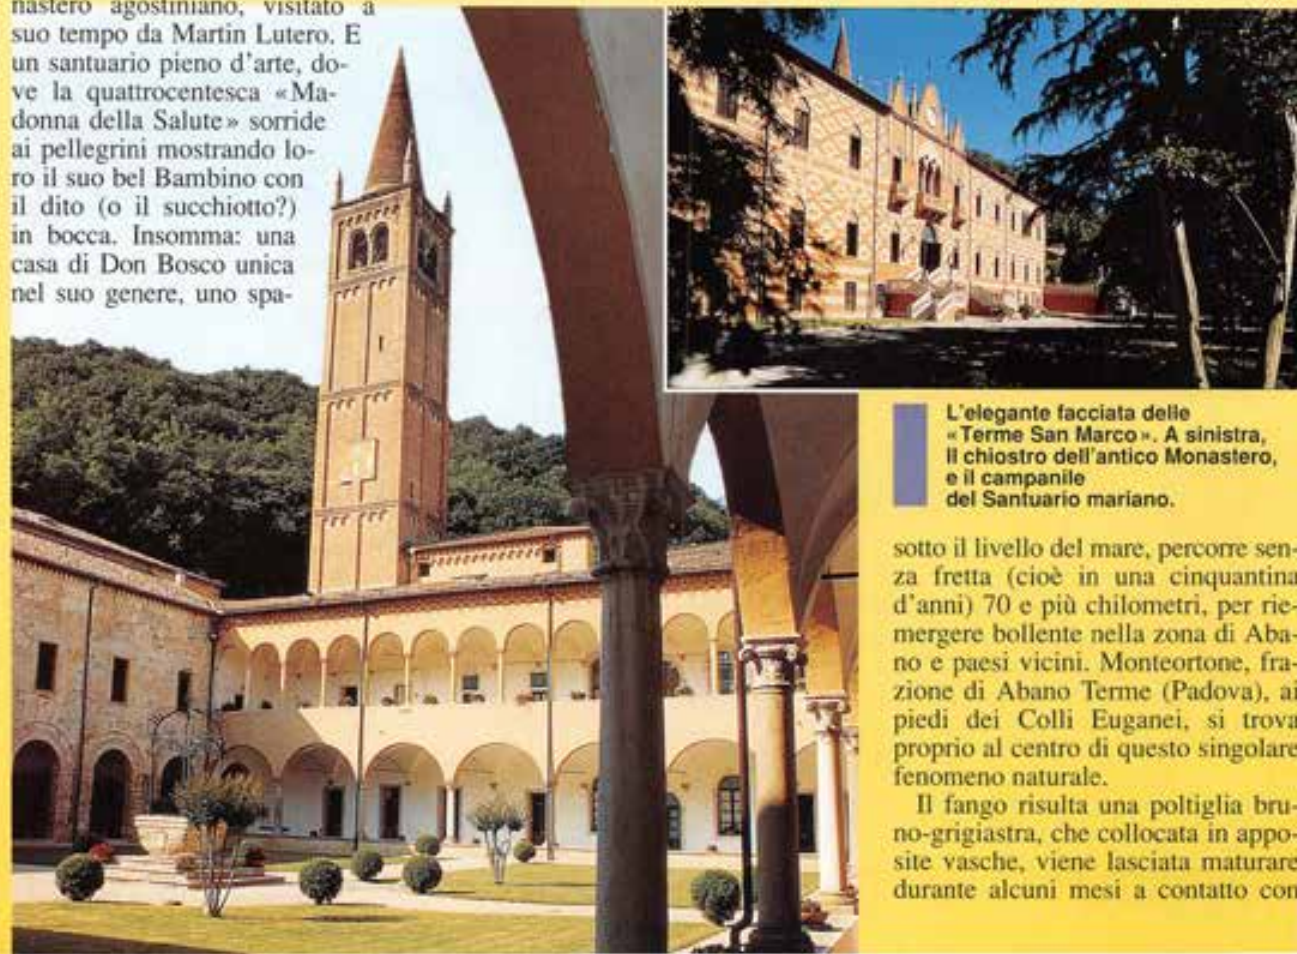 nastero agostiniano, visitato a
suo tempo da Martin Lutero. E
un santuario pieno d'arte, do-
ve la quattrocentesca «Ma-
donna della Salute» sorride
ai pellegrini mostrando lo-
ro il suo bel Bambino con
il dito (o il succhiotto?)
in bocca. Insomma: una
casa di Don Bosco unica
nel suo genere, uno spa-
L'elegante facciata delle
«Terme San Marco». A sinistra,
il chiostro dell'antico Monastero,
e il campanile
del Santuario mariano.
sotto il livello del mare, percorre sen-
za fretta (cioè in una cinquantina
d'anni) 70 e più chilometri, per rie-
mergere bollente nella zona di Aba-
no e paesi vicini. Monteortone, fra-
zione di Abano Terme (Padova), ai
piedi dei Colli Euganei, si trova
proprio al centro di questo singolare
fenomeno naturale.
Il fango risulta una poltiglia bru-
no-grigiastra, che collocata in appo-
site vasche, viene lasciata maturare
durante alcuni mesi a contatto con